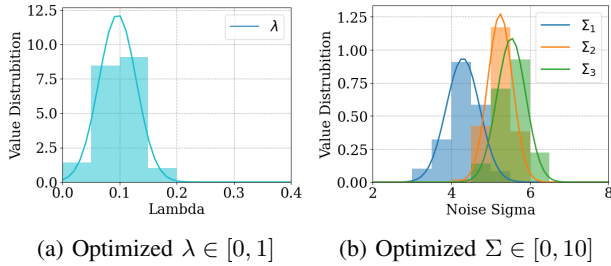 12.5
10.0
7.5
5.0
2.5
0.0
Value Distrubition
0.0 0.1 0.2 0.3 0.4
Lambda
λ
1.25
1.00
0.75
0.50
0.25
0.00
Value Distrubition
2 4 6 8
Noise Sigma
Σ₁
Σ₂
Σ₃
(a) Optimized λ ∈ [0, 1]
(b) Optimized Σ ∈ [0, 10]